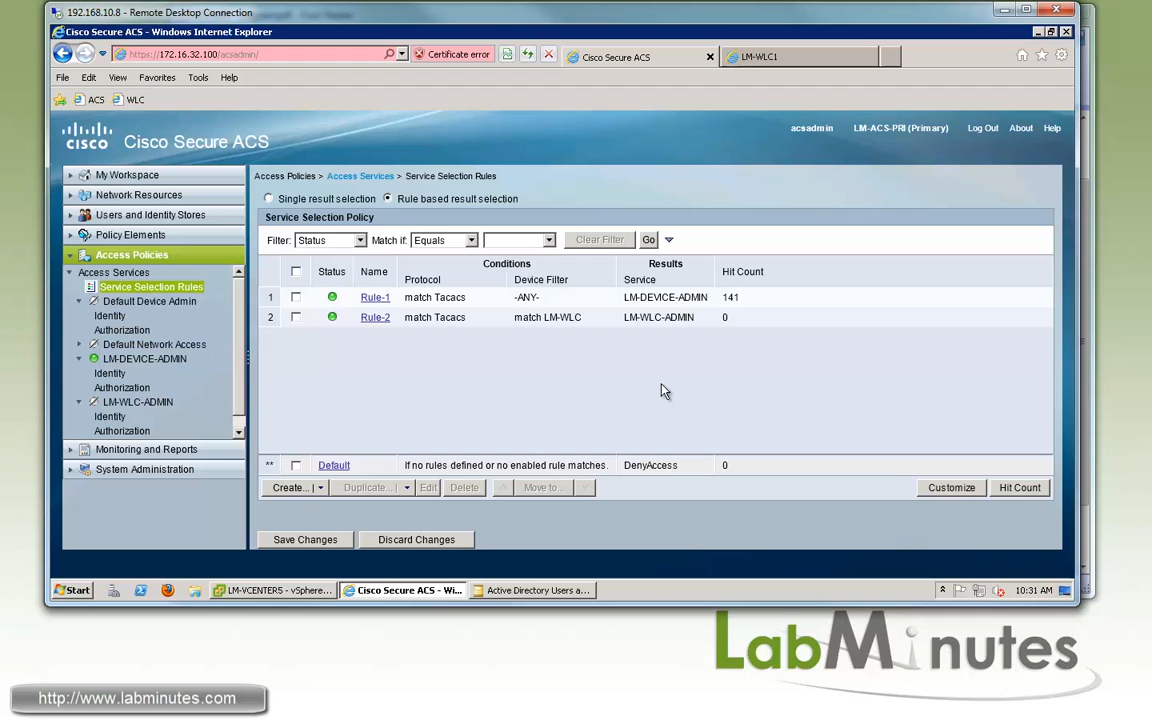 192.168.10.8 - Remote Desktop Connection
Cisco Secure ACS - Windows Internet Explorer
https://172.16.32.100/acsadmin/
Certificate error
Cisco Secure ACS
LM-WLC1
File Edit View Favorites Tools Help
ACS WLC
CISCO Cisco Secure ACS
acsadmin LM-ACS-PRI (Primary) Log Out About Help
My Workspace
Network Resources
Users and Identity Stores
Policy Elements
Access Policies
Access Services
Service Selection Rules
Default Device Admin
Identity
Authorization
Default Network Access
LM-DEVICE-ADMIN
Identity
Authorization
LM-WLC-ADMIN
Identity
Authorization
Monitoring and Reports
System Administration
Access Policies > Access Services > Service Selection Rules
Single result selection Rule based result selection
Service Selection Policy
Filter: Status Match if: Equals Clear Filter Go
Conditions Results
Status Name Protocol Device Filter Service Hit Count
1 Rule-1 match Tacacs -ANY- LM-DEVICE-ADMIN 141
2 Rule-2 match Tacacs match LM-WLC LM-WLC-ADMIN 0
** Default If no rules defined or no enabled rule matches. DenyAccess 0
Create... | Duplicate... Edit Delete Move to... Customize Hit Count
Save Changes Discard Changes
Start LM-VCENTER5 - vSphere... Cisco Secure ACS - Wi... Active Directory Users a... 10:31 AM
LabMinutes
http://www.labminutes.com